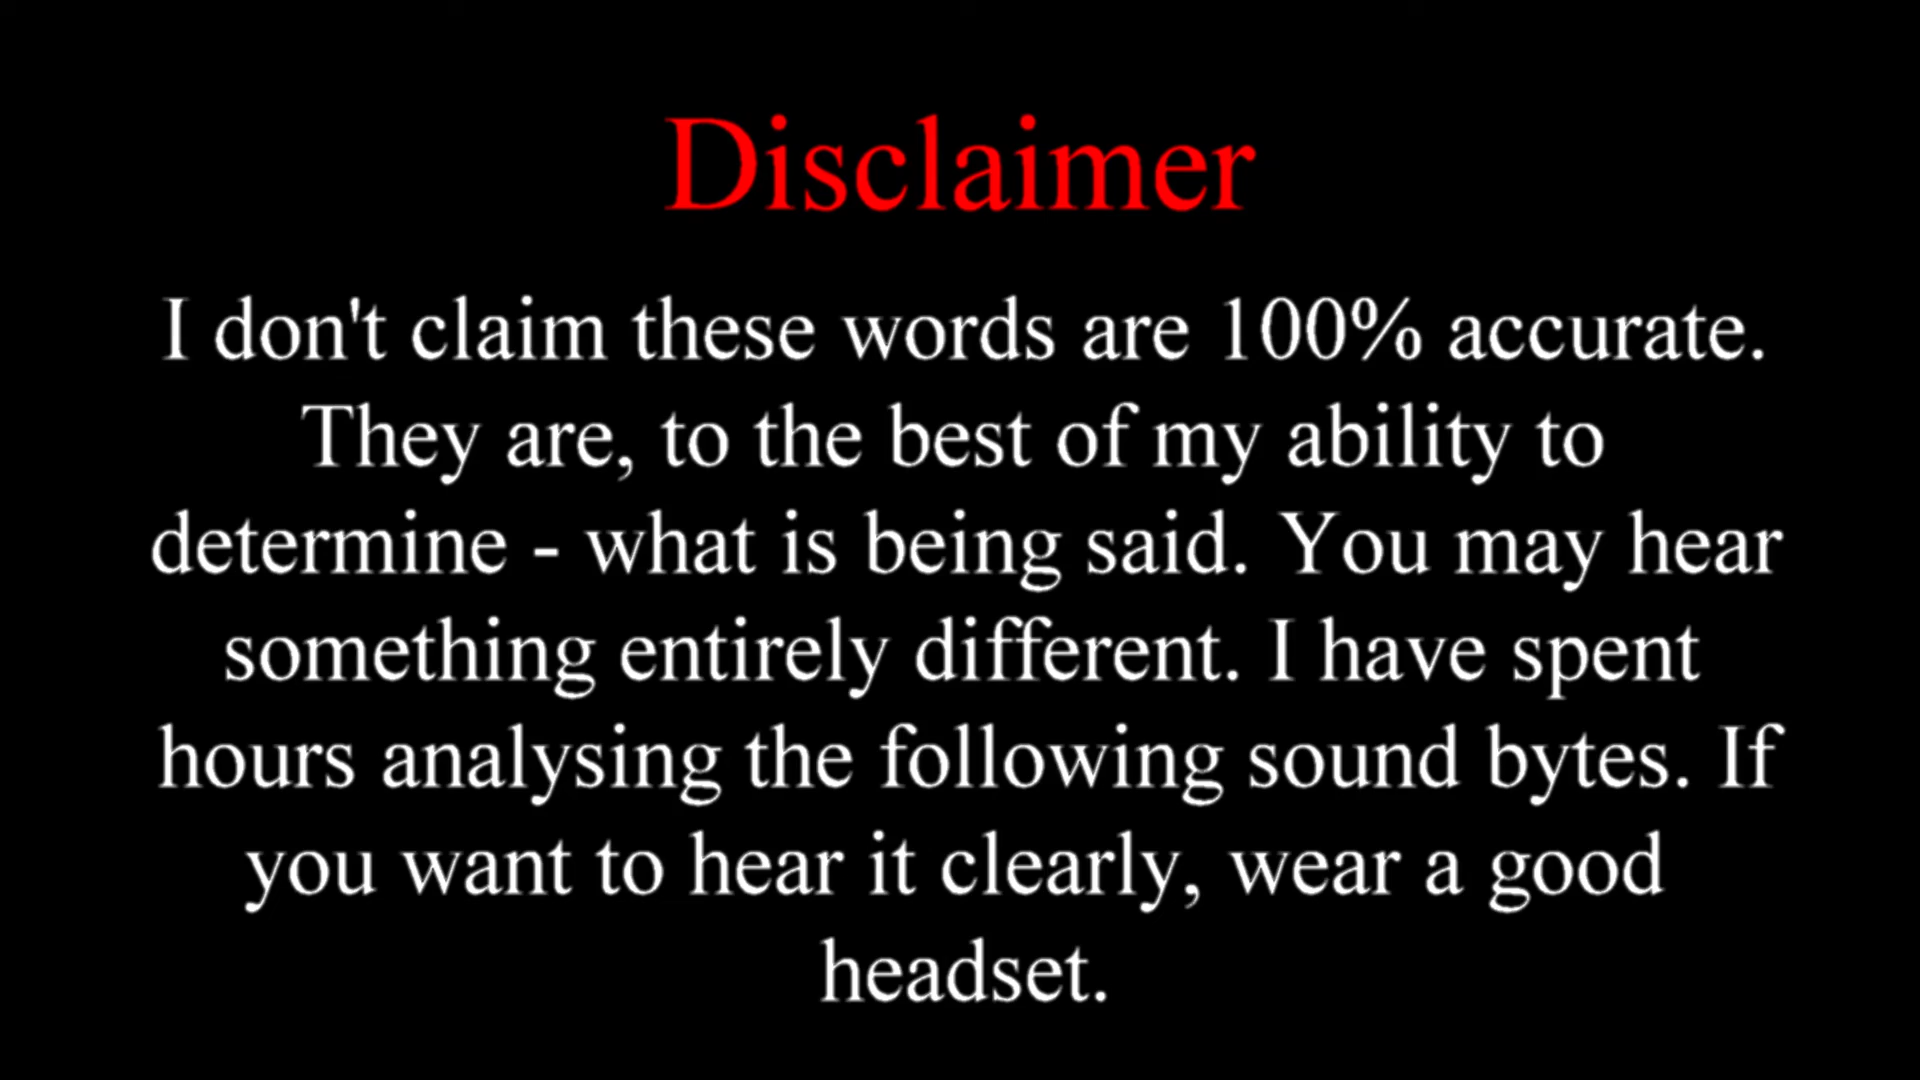 Disclaimer
I don't claim these words are 100% accurate.
They are, to the best of my ability to
determine - what is being said. You may hear
something entirely different. I have spent
hours analysing the following sound bytes. If
you want to hear it clearly, wear a good
headset.